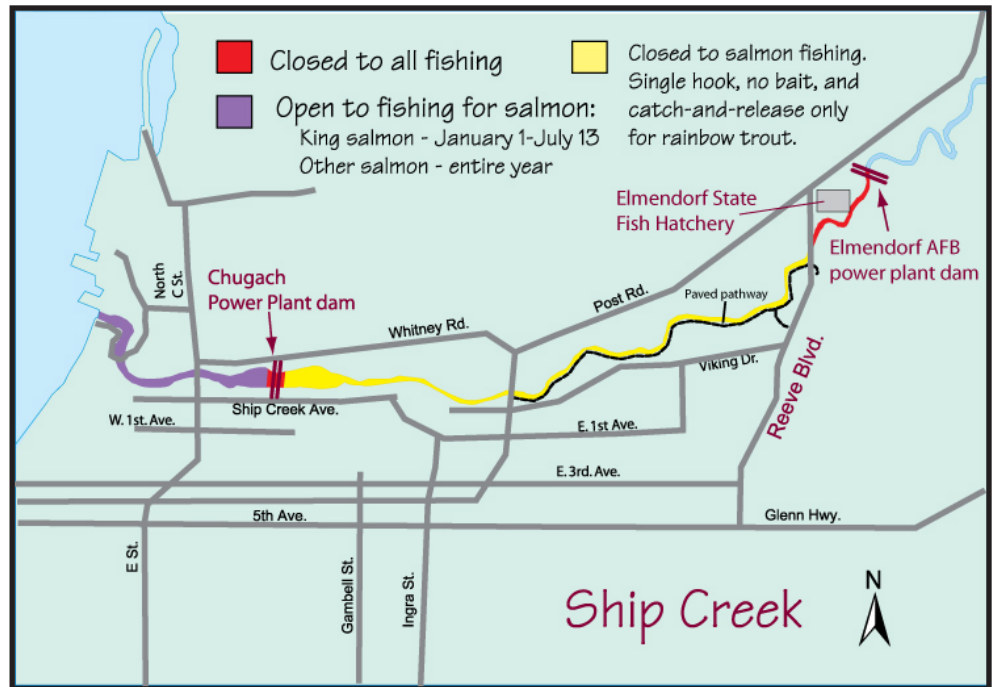 Closed to all fishing
Open to fishing for salmon:
King salmon - January 1-July 13
Other salmon - entire year
Closed to salmon fishing.
Single hook, no bait, and
catch-and-release only
for rainbow trout.
Elmendorf State
Fish Hatchery
Elmendorf AFB
power plant dam
North
C St.
Chugach
Power Plant dam
Post Rd.
Paved pathway
Whitney Rd.
Viking Dr.
Reeve Blvd.
Ship Creek Ave.
W. 1st. Ave.
E. 1st Ave.
E. 3rd. Ave.
5th Ave.
Glenn Hwy.
E St.
Gambell St.
Ingra St.
Ship Creek
N